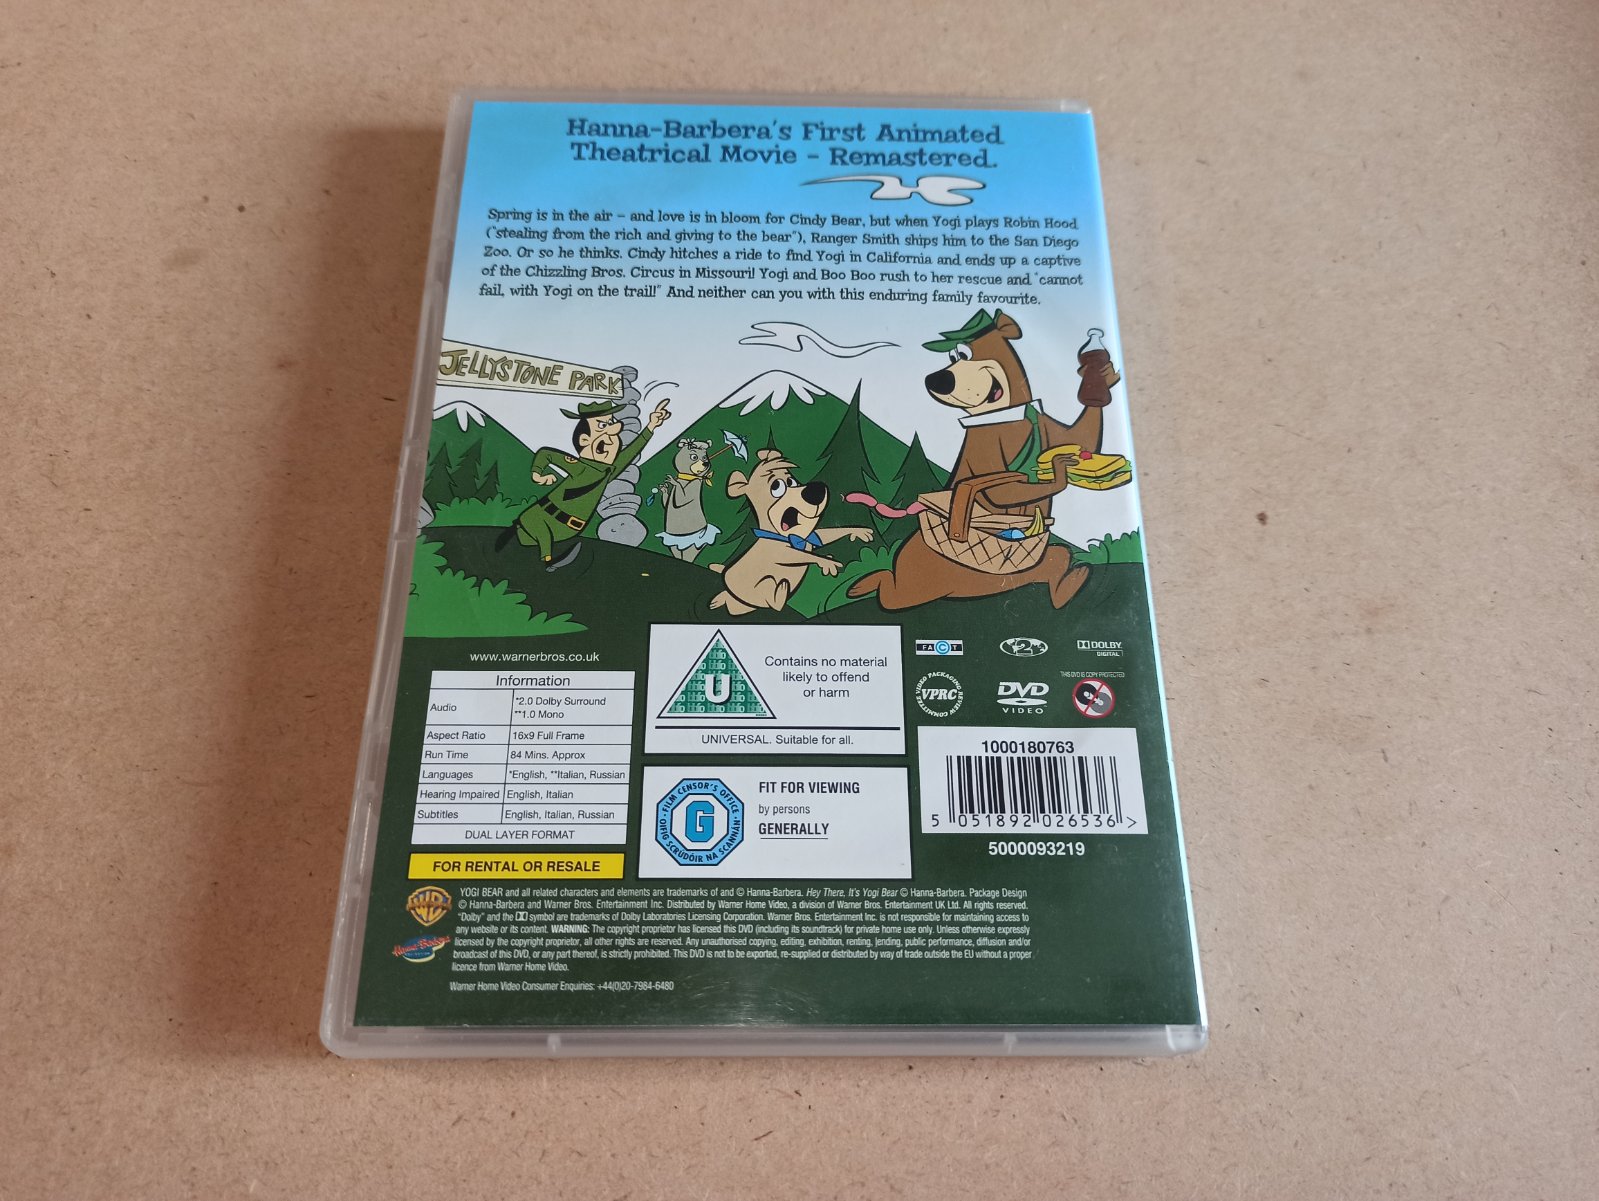 Hanna-Barbera's First Animated
Theatrical Movie - Remastered.
Spring is in the air – and love is in bloom for Cindy Bear, but when Yogi plays Robin Hood
("stealing from the rich and giving to the bear"), Ranger Smith ships him to the San Diego
Zoo. Or so he thinks. Cindy hitches a ride to find Yogi in California and ends up a captive
of the Chizzling Bros. Circus in Missouri! Yogi and Boo Boo rush to her rescue and "cannot
fail, with Yogi on the trail!" And neither can you with this enduring family favourite.
JELLYSTONE PARK
www.warnerbros.co.uk
Information
Audio
*2.0 Dolby Surround
**1.0 Mono
Aspect Ratio 16x9 Full Frame
Run Time 84 Mins. Approx
Languages *English, **Italian, Russian
Hearing Impaired English, Italian
Subtitles English, Italian, Russian
DUAL LAYER FORMAT
FOR RENTAL OR RESALE
U
Contains no material
likely to offend
or harm
UNIVERSAL. Suitable for all.
FILM CENSOR'S OFFICE
G
OIFIG SCRÚDÓIR NA SCANNÁN
FIT FOR VIEWING
by persons
GENERALLY
FACT
2
DOLBY
DIGITAL
VIDEO PACKAGING REVIEW COMMITTEE
VPRC
DVD
VIDEO
THIS DVD IS COPY PROTECTED
1000180763
5 051892 026536 >
5000093219
WB
Hanna-Barbera
YOGI BEAR and all related characters and elements are trademarks of and © Hanna-Barbera. Hey There, It's Yogi Bear © Hanna-Barbera. Package Design
© Hanna-Barbera and Warner Bros. Entertainment Inc. Distributed by Warner Home Video, a division of Warner Bros. Entertainment UK Ltd. All rights reserved.
"Dolby" and the DD symbol are trademarks of Dolby Laboratories Licensing Corporation. Warner Bros. Entertainment Inc. is not responsible for maintaining access to
any website or its content. WARNING: The copyright proprietor has licensed this DVD (including its soundtrack) for private home use only. Unless otherwise expressly
licensed by the copyright proprietor, all other rights are reserved. Any unauthorised copying, editing, exhibition, renting, lending, public performance, diffusion and/or
broadcast of this DVD, or any part thereof, is strictly prohibited. This DVD is not to be exported, re-supplied or distributed by way of trade outside the EU without a proper
licence from Warner Home Video.
Warner Home Video Consumer Enquiries: +44(0)20-7984-6480